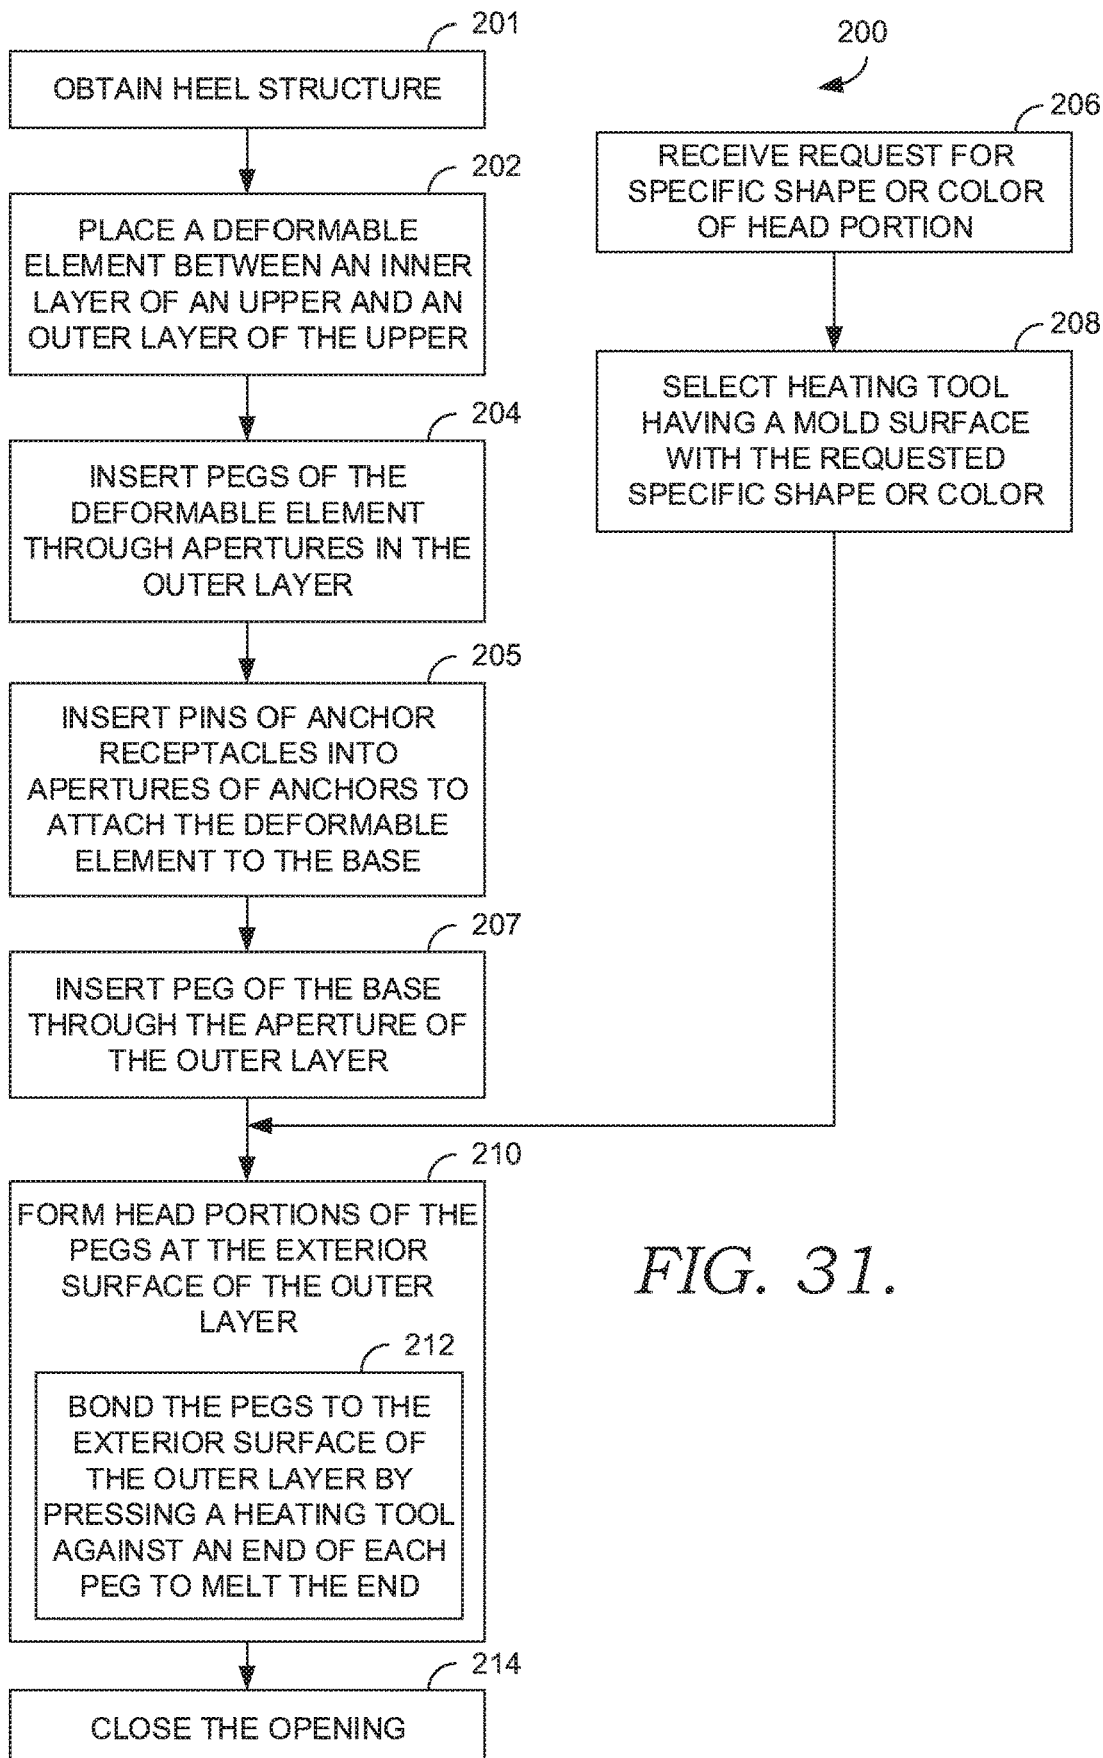 201
OBTAIN HEEL STRUCTURE
202
PLACE A DEFORMABLE
ELEMENT BETWEEN AN INNER
LAYER OF AN UPPER AND AN
OUTER LAYER OF THE UPPER
204
INSERT PEGS OF THE
DEFORMABLE ELEMENT
THROUGH APERTURES IN THE
OUTER LAYER
205
INSERT PINS OF ANCHOR
RECEPTACLES INTO
APERTURES OF ANCHORS TO
ATTACH THE DEFORMABLE
ELEMENT TO THE BASE
207
INSERT PEG OF THE BASE
THROUGH THE APERTURE OF
THE OUTER LAYER
200
206
RECEIVE REQUEST FOR
SPECIFIC SHAPE OR COLOR
OF HEAD PORTION
208
SELECT HEATING TOOL
HAVING A MOLD SURFACE
WITH THE REQUESTED
SPECIFIC SHAPE OR COLOR
210
FORM HEAD PORTIONS OF THE
PEGS AT THE EXTERIOR
SURFACE OF THE OUTER
LAYER
212
BOND THE PEGS TO THE
EXTERIOR SURFACE OF
THE OUTER LAYER BY
PRESSING A HEATING TOOL
AGAINST AN END OF EACH
PEG TO MELT THE END
214
CLOSE THE OPENING
FIG. 31.